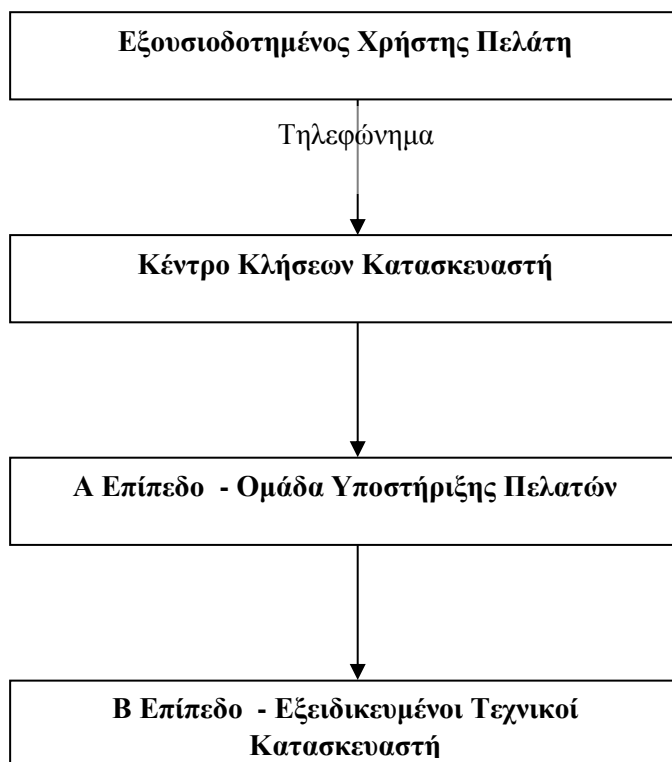 Εξουσιοδοτημένος Χρήστης Πελάτη
Τηλεφώνημα
Κέντρο Κλήσεων Κατασκευαστή
Α Επίπεδο - Ομάδα Υποστήριξης Πελατών
Β Επίπεδο - Εξειδικευμένοι Τεχνικοί
Κατασκευαστή